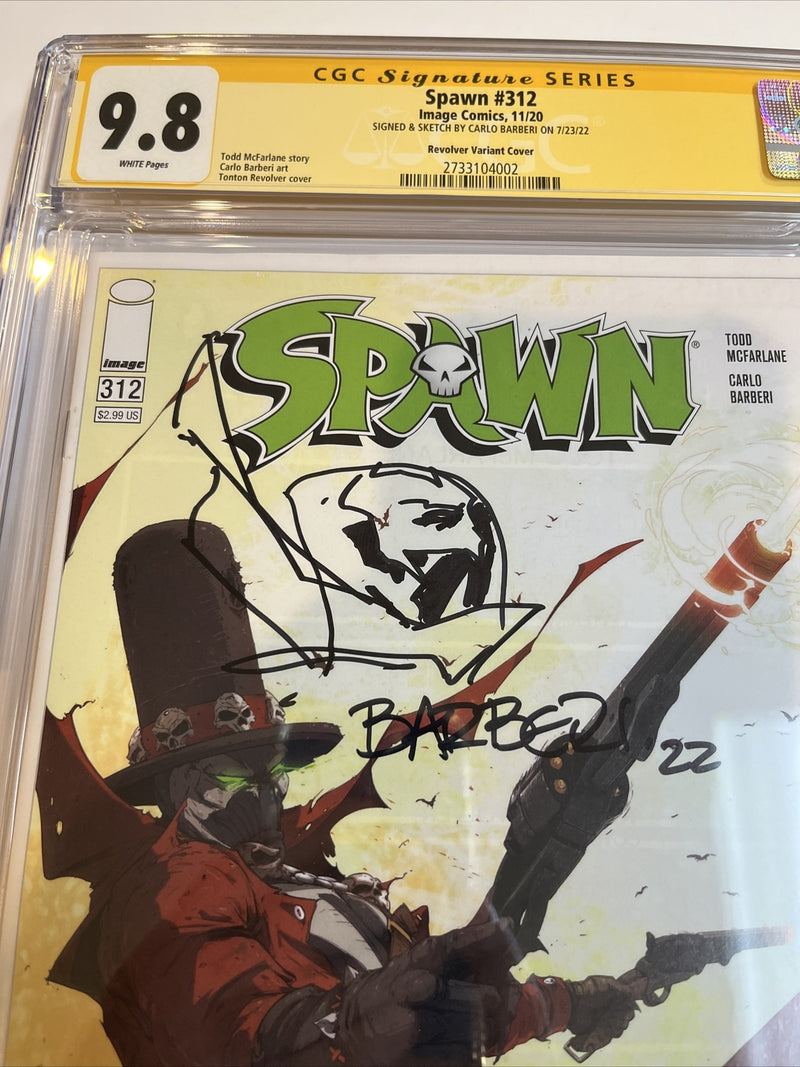 CGC Signature SERIES
Spawn #312
Image Comics, 11/20
SIGNED & SKETCH BY CARLO BARBERI ON 7/23/22
Revolver Variant Cover
2733104002
9.8
WHITE Pages
Todd McFarlane story
Carlo Barberi art
Tonton Revolver cover
CGC
image
312
$2.99 US
SPAWN®
TODD
MCFARLANE
CARLO
BARBERI
BARBERI '22